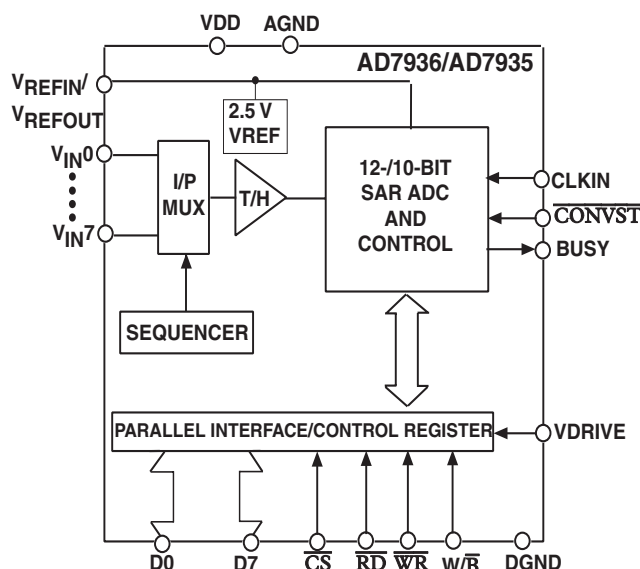 VDD
AGND
AD7936/AD7935
VREFIN/
VREFOUT
2.5 V
VREF
VIN0
VIN7
I/P
MUX
T/H
12-/10-BIT
SAR ADC
AND
CONTROL
CLKIN
CONVST
BUSY
SEQUENCER
PARALLEL INTERFACE/CONTROL REGISTER
VDRIVE
D0
D7
CS
RD
WR
W/B
DGND